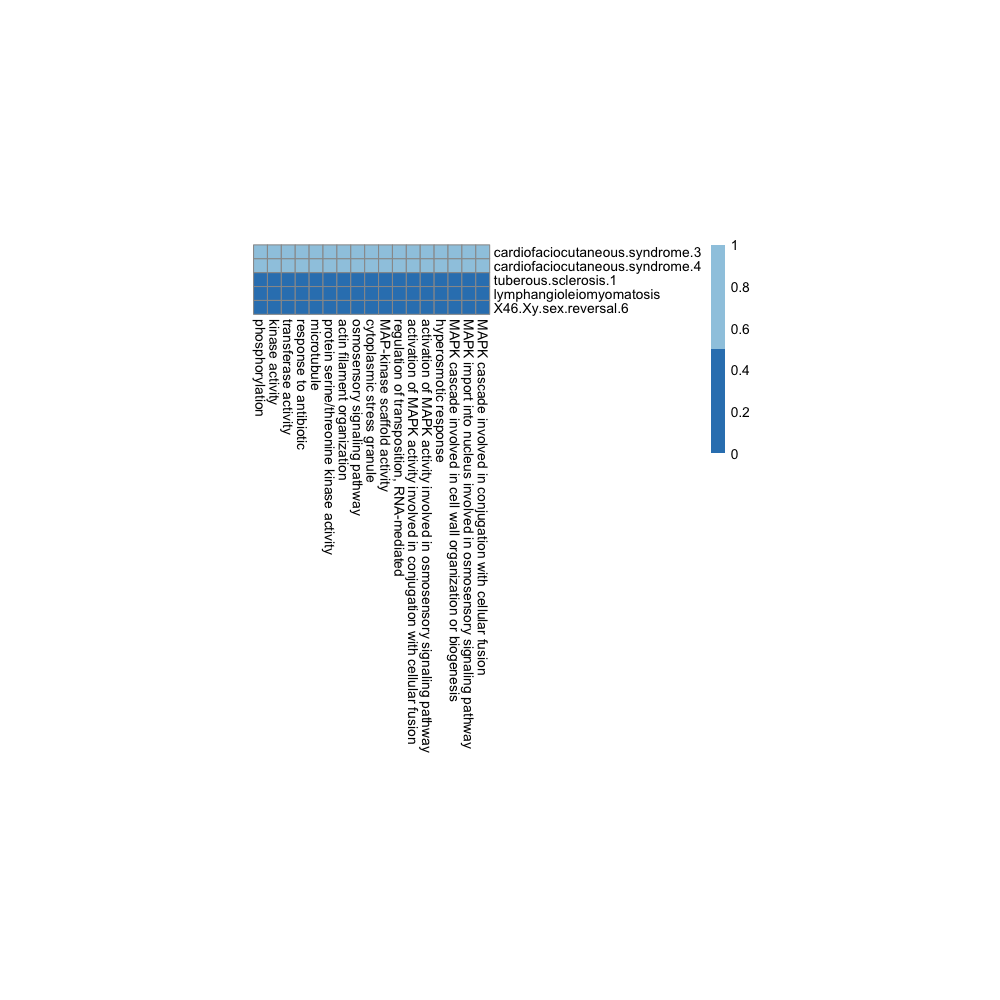 cardiofaciocutaneous.syndrome.3
cardiofaciocutaneous.syndrome.4
tuberous.sclerosis.1
lymphangioleiomyomatosis
X46.Xy.sex.reversal.6
1
0.8
0.6
0.4
0.2
0
phosphorylation
kinase activity
transferase activity
response to antibiotic
microtubule
protein serine/threonine kinase activity
actin filament organization
osmosensory signaling pathway
cytoplasmic stress granule
MAP-kinase scaffold activity
regulation of transposition, RNA-mediated
activation of MAPK activity involved in conjugation with cellular fusion
activation of MAPK activity involved in osmosensory signaling pathway
hyperosmotic response
MAPK cascade involved in cell wall organization or biogenesis
MAPK import into nucleus involved in osmosensory signaling pathway
MAPK cascade involved in conjugation with cellular fusion